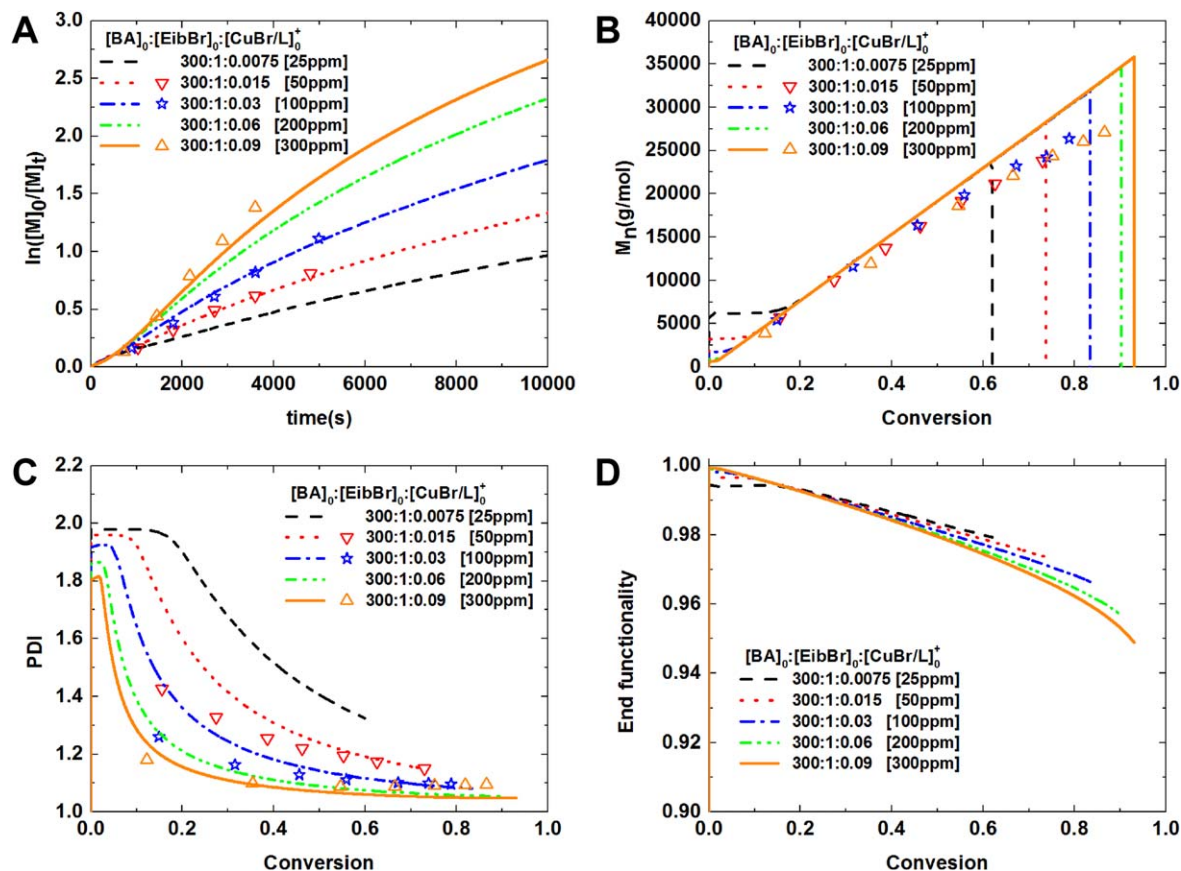 A
[BA]0:[EibBr]0:[CuBr/L]0+
300:1:0.0075 [25ppm]
300:1:0.015 [50ppm]
300:1:0.03 [100ppm]
300:1:0.06 [200ppm]
300:1:0.09 [300ppm]
3.0
2.5
2.0
1.5
1.0
0.5
0.0
ln([M]0/[M]t)
0 2000 4000 6000 8000 10000
time(s)
B
[BA]0:[EibBr]0:[CuBr/L]0+
300:1:0.0075 [25ppm]
300:1:0.015 [50ppm]
300:1:0.03 [100ppm]
300:1:0.06 [200ppm]
300:1:0.09 [300ppm]
40000
35000
30000
25000
20000
15000
10000
5000
0
Mn(g/mol)
0.0 0.2 0.4 0.6 0.8 1.0
Conversion
C
[BA]0:[EibBr]0:[CuBr/L]0+
300:1:0.0075 [25ppm]
300:1:0.015 [50ppm]
300:1:0.03 [100ppm]
300:1:0.06 [200ppm]
300:1:0.09 [300ppm]
2.2
2.0
1.8
1.6
1.4
1.2
1.0
PDI
0.0 0.2 0.4 0.6 0.8 1.0
Conversion
D
1.00
0.98
0.96
0.94
0.92
0.90
End functionality
[BA]0:[EibBr]0:[CuBr/L]0+
300:1:0.0075 [25ppm]
300:1:0.015 [50ppm]
300:1:0.03 [100ppm]
300:1:0.06 [200ppm]
300:1:0.09 [300ppm]
0.0 0.2 0.4 0.6 0.8 1.0
Convesion